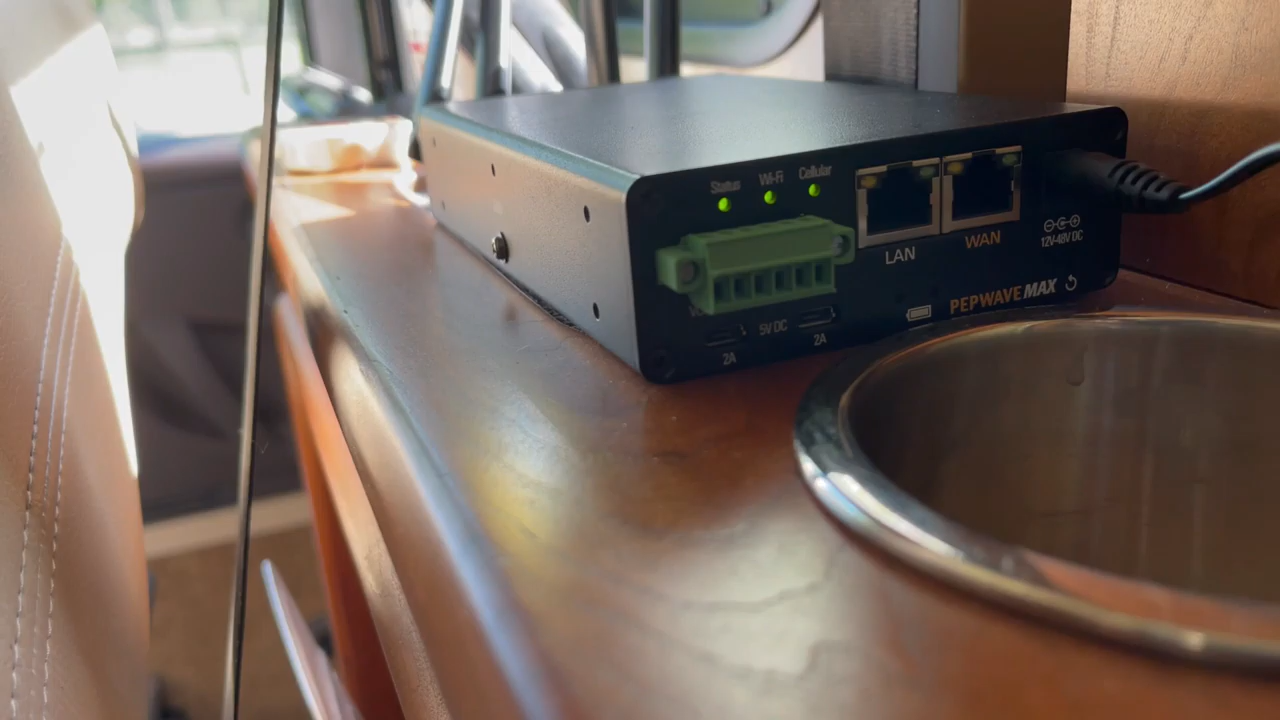 Status Wi-Fi Cellular
LAN WAN
12V-48V DC
PEPWAVE MAX
5V DC
2A 2A